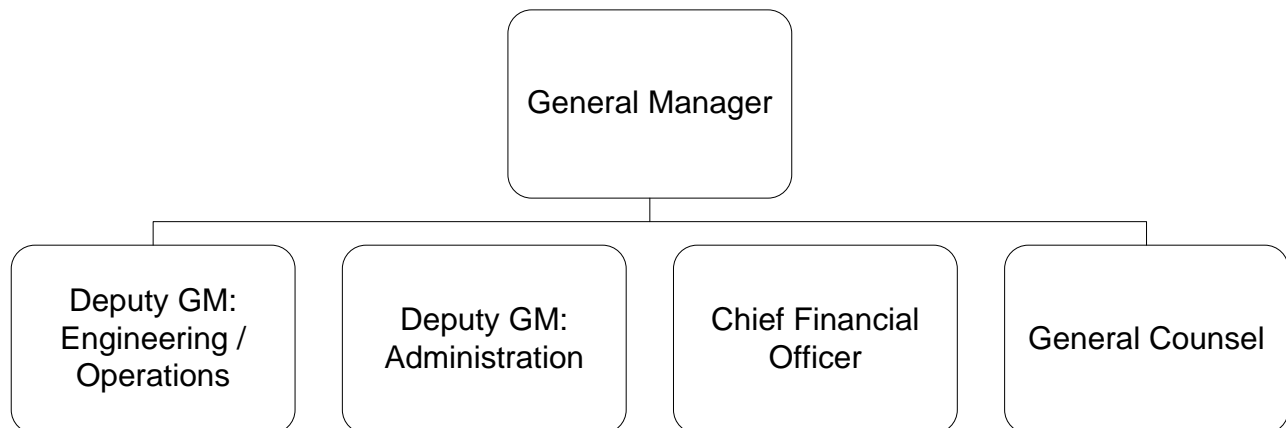 General Manager
Deputy GM:
Engineering /
Operations
Deputy GM:
Administration
Chief Financial
Officer
General Counsel